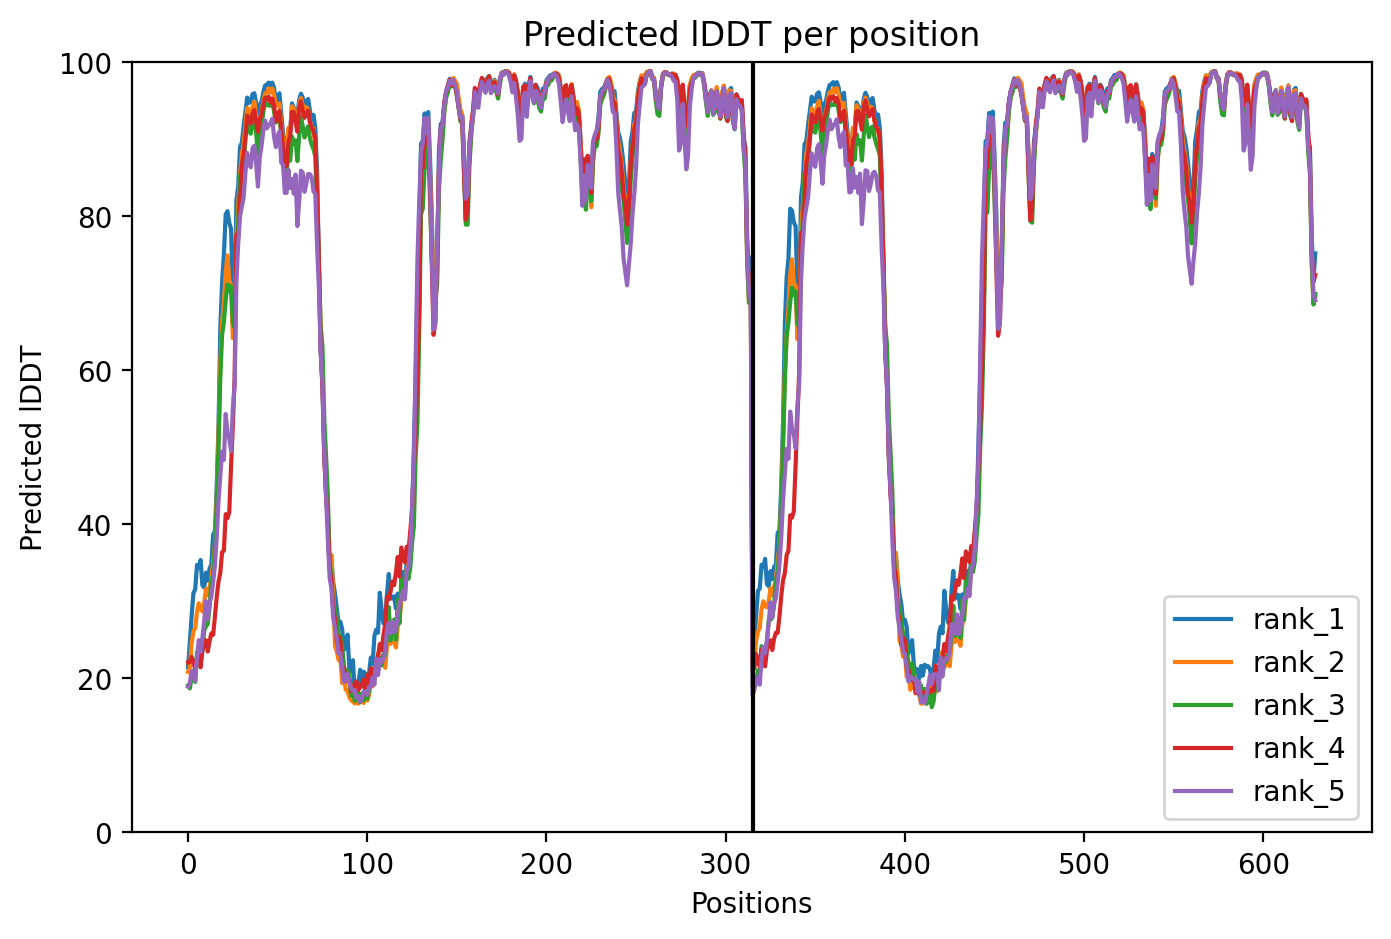 Predicted lDDT per position
100
80
60
40
20
0
Predicted lDDT
0 100 200 300 400 500 600
Positions
rank_1
rank_2
rank_3
rank_4
rank_5